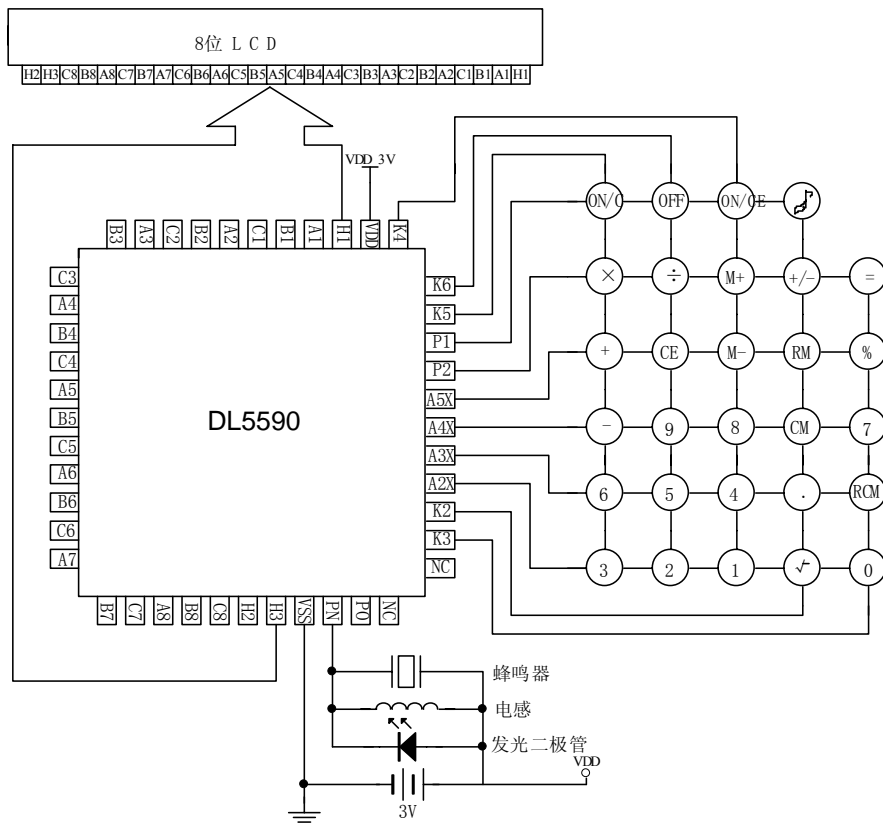 8位 L C D
H2 H3 C8 B8 A8 C7 B7 A7 C6 B6 A6 C5 B5 A5 C4 B4 A4 C3 B3 A3 C2 B2 A2 C1 B1 A1 H1
VDD 3V
B3 A3 C2 B2 A2 C1 B1 A1 H1 VDD K4
C3
A4
B4
C4
A5
B5
C5
A6
B6
C6
A7
DL5590
K6
K5
P1
P2
A5X
A4X
A3X
A2X
K2
K3
NC
B7 C7 A8 B8 C8 H2 H3 VSS PN PO NC
ON/C OFF ON/CE
× ÷ M+ +/- =
+ CE M- RM %
- 9 8 CM 7
6 5 4 . RCM
3 2 1 √ 0
蜂鸣器
电感
发光二极管
VDD
3V